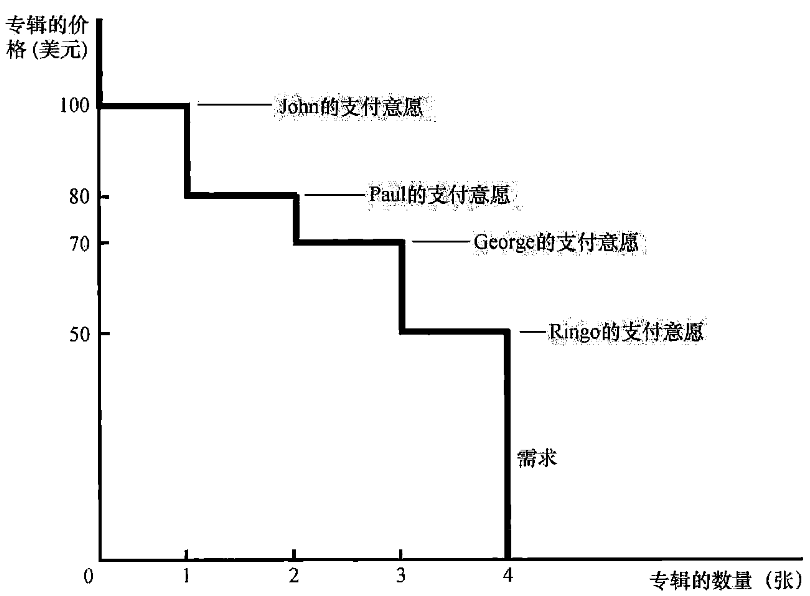 专辑的价
格(美元)
100
John的支付意愿
80
Paul的支付意愿
70
George的支付意愿
50
Ringo的支付意愿
需求
0
1
2
3
4
专辑的数量（张）